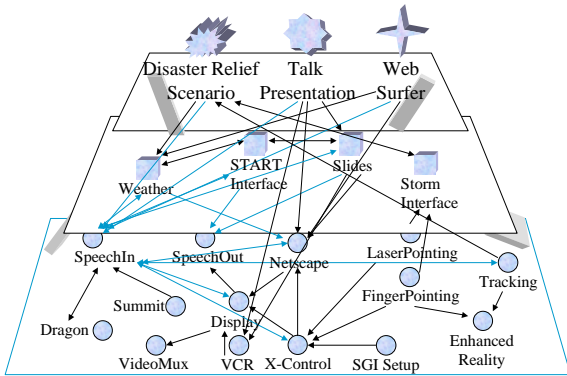 Disaster Relief
Scenario
Talk
Presentation
Web
Surfer
Weather
START
Interface
Slides
Storm
Interface
SpeechIn
SpeechOut
Netscape
LaserPointing
FingerPointing
Tracking
Summit
Dragon
Display
VideoMux
VCR
X-Control
SGI Setup
Enhanced
Reality